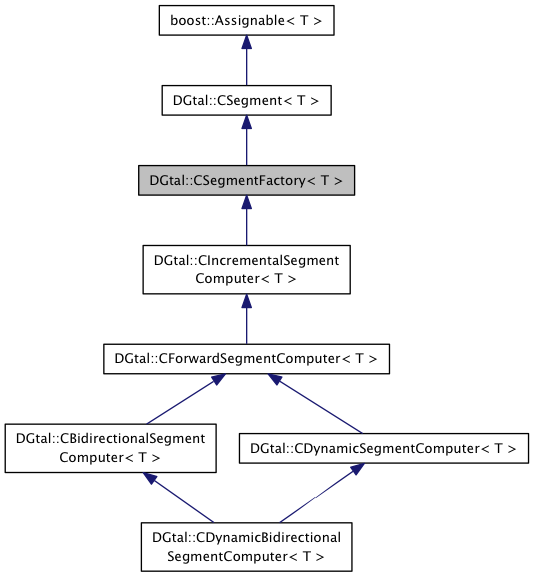 boost::Assignable< T >
DGtal::CSegment< T >
DGtal::CSegmentFactory< T >
DGtal::CIncrementalSegment
Computer< T >
DGtal::CForwardSegmentComputer< T >
DGtal::CBidirectionalSegment
Computer< T >
DGtal::CDynamicSegmentComputer< T >
DGtal::CDynamicBidirectional
SegmentComputer< T >